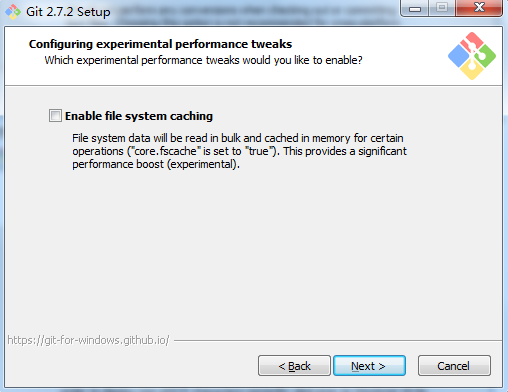 Git 2.7.2 Setup
Configuring experimental performance tweaks
Which experimental performance tweaks would you like to enable?
Enable file system caching
File system data will be read in bulk and cached in memory for certain
operations ("core.fscache" is set to "true"). This provides a significant
performance boost (experimental).
https://git-for-windows.github.io/
< Back
Next >
Cancel